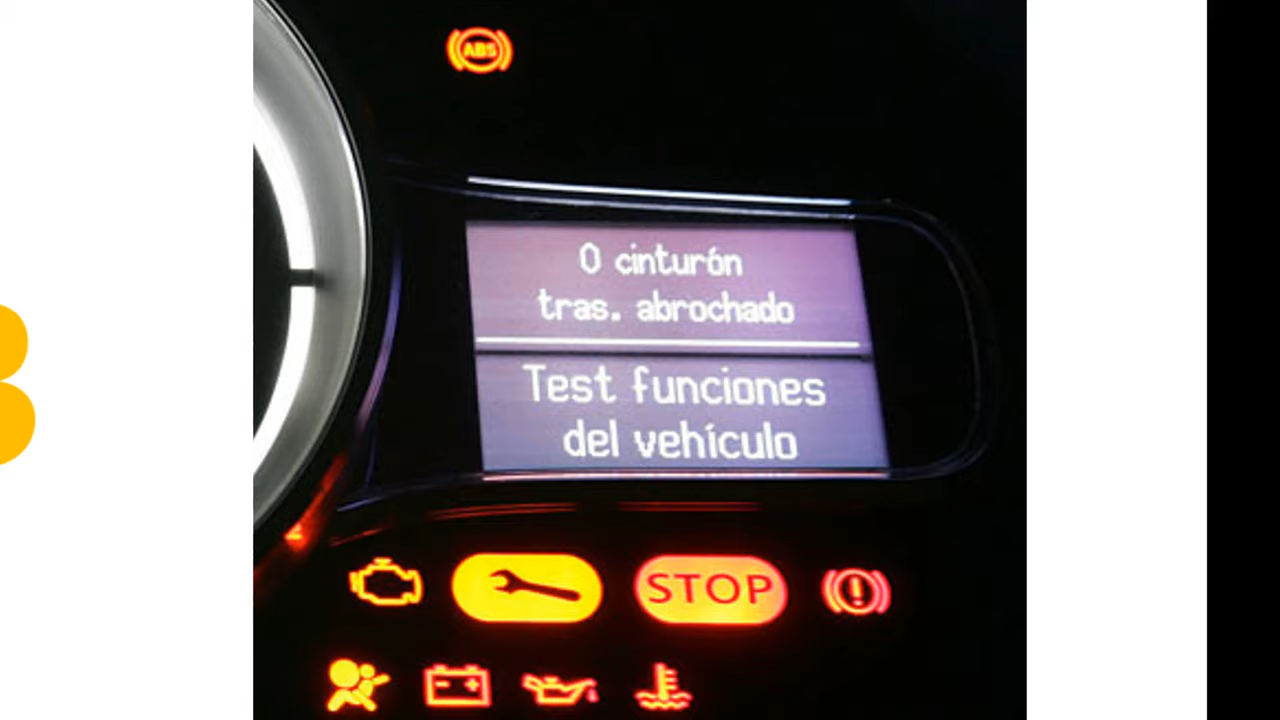 ABS
0 cinturón
tras. abrochado
Test funciones
del vehículo
STOP